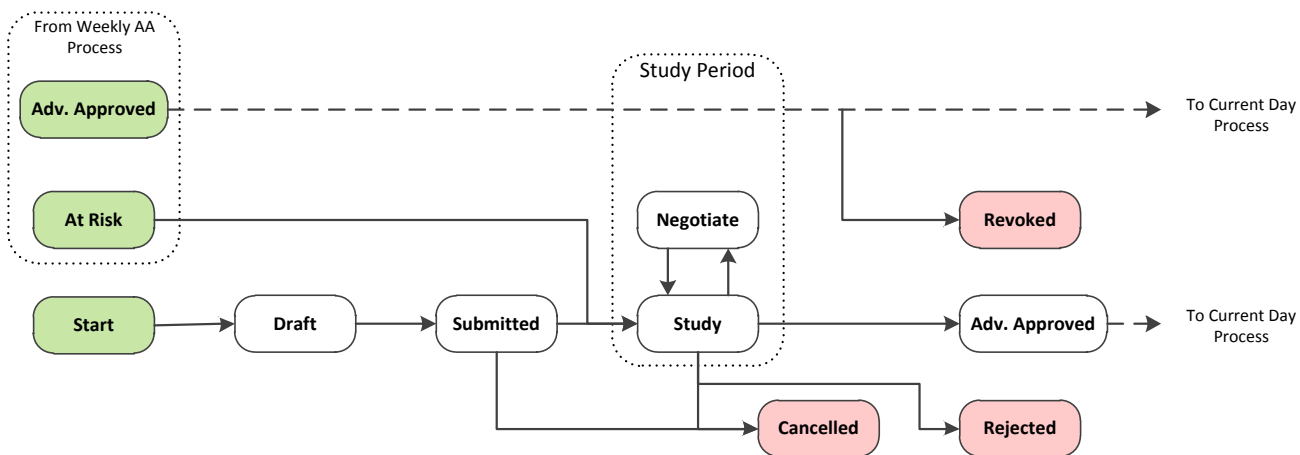 From Weekly AA
Process
Study Period
Adv. Approved
To Current Day
Process
At Risk
Negotiate
Revoked
Start
Draft
Submitted
Study
Adv. Approved
To Current Day
Process
Cancelled
Rejected